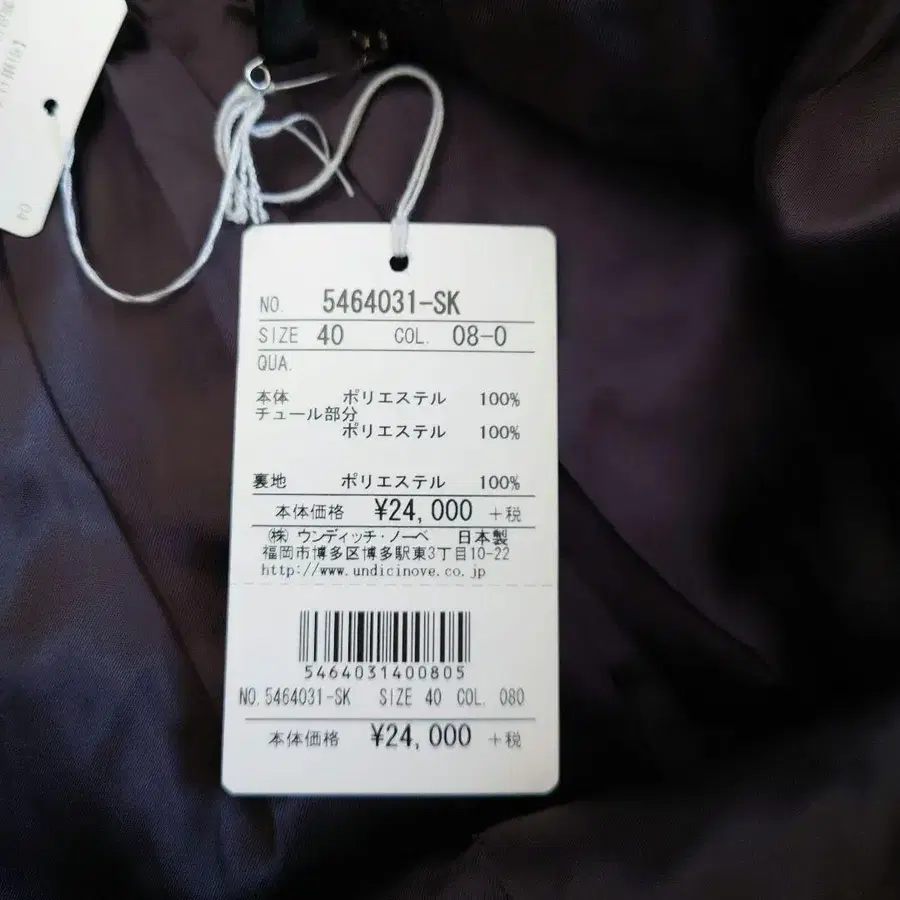 NO. 5464031-SK
SIZE 40 COL. 08-0
QUA.
本体 ポリエステル 100%
チュール部分
ポリエステル 100%
裏地 ポリエステル 100%
本体価格 ¥24,000 +税
㈱ ウンディッチ・ノーベ 日本製
福岡市博多区博多駅東3丁目10-22
http://www.undicinove.co.jp
5464031400805
NO.5464031-SK SIZE 40 COL. 080
本体価格 ¥24,000 +税
04